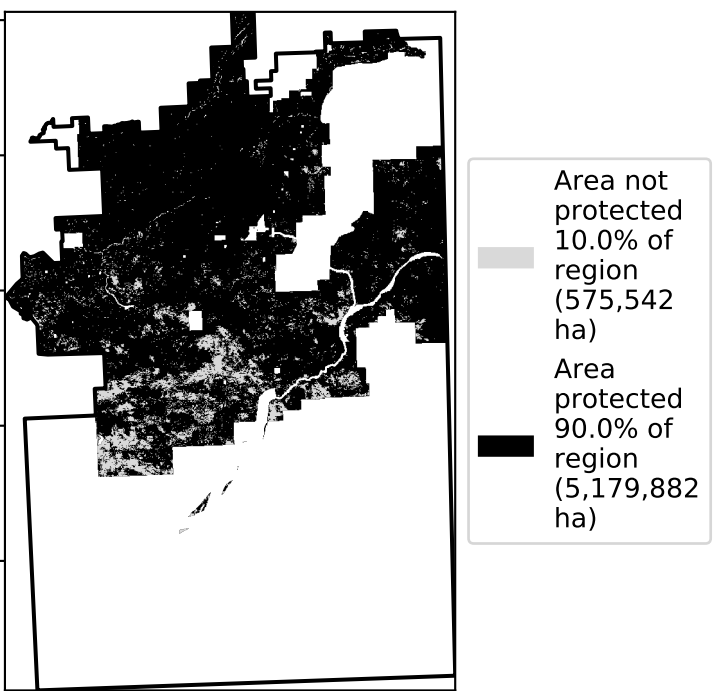 Area not
protected
10.0% of
region
(575,542
ha)
Area
protected
90.0% of
region
(5,179,882
ha)